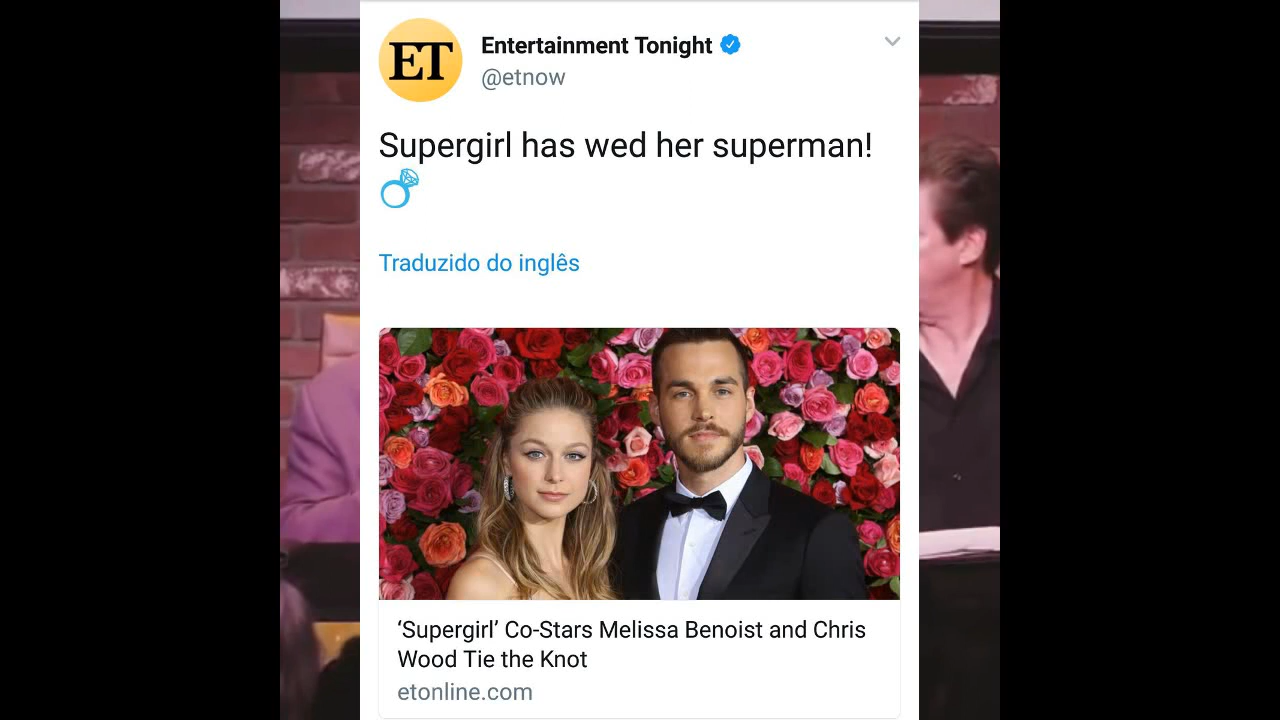 ET
Entertainment Tonight
@etnow
Supergirl has wed her superman!
Traduzido do inglês
‘Supergirl’ Co-Stars Melissa Benoist and Chris
Wood Tie the Knot
etonline.com